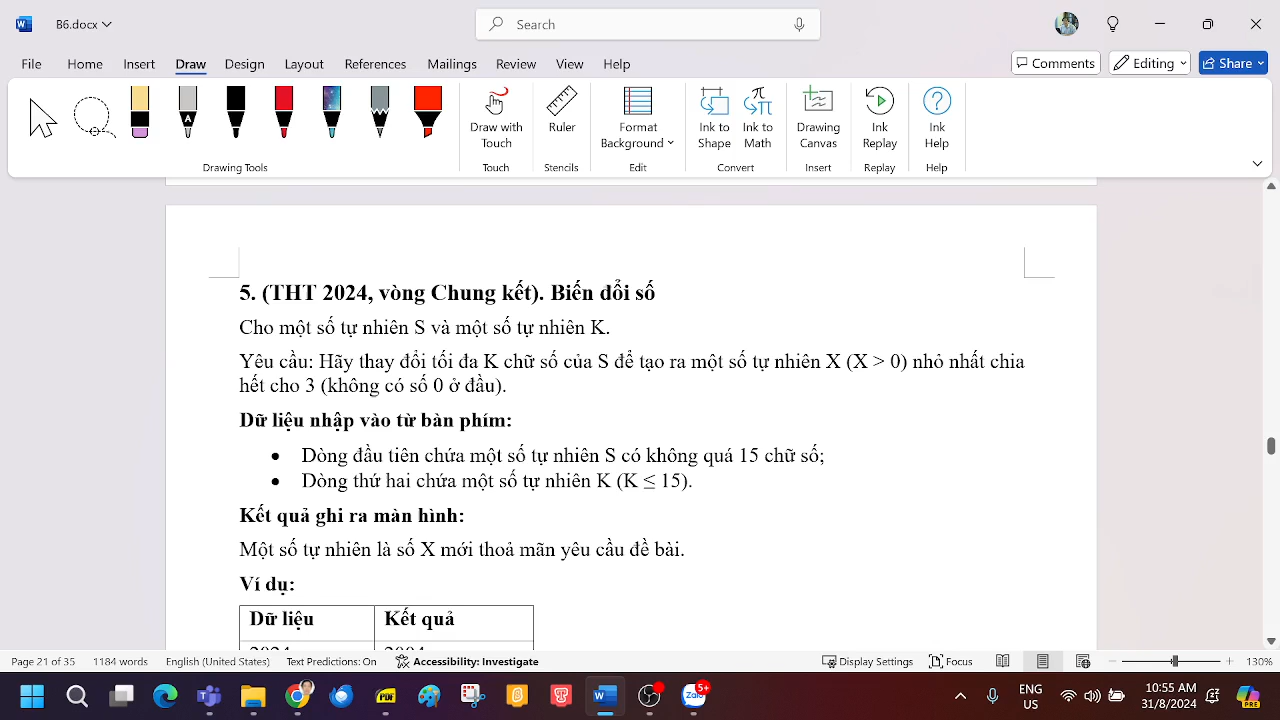 B6.docx
Search
File Home Insert Draw Design Layout References Mailings Review View Help
Comments Editing Share
A
Draw with Touch
Ruler
Format Background
Ink to Shape
Ink to Math
Drawing Canvas
Ink Replay
Ink Help
Drawing Tools Touch Stencils Edit Convert Insert Replay Help
5. (THT 2024, vòng Chung kết). Biến đổi số
Cho một số tự nhiên S và một số tự nhiên K.
Yêu cầu: Hãy thay đổi tối đa K chữ số của S để tạo ra một số tự nhiên X (X > 0) nhỏ nhất chia
hết cho 3 (không có số 0 ở đầu).
Dữ liệu nhập vào từ bàn phím:
• Dòng đầu tiên chứa một số tự nhiên S có không quá 15 chữ số;
• Dòng thứ hai chứa một số tự nhiên K (K ≤ 15).
Kết quả ghi ra màn hình:
Một số tự nhiên là số X mới thoả mãn yêu cầu đề bài.
Ví dụ:
Dữ liệu Kết quả
Page 21 of 35 1184 words English (United States) Text Predictions: On Accessibility: Investigate Display Settings Focus 130%
PDF 5+ ENG US 10:55 AM 31/8/2024 PRE